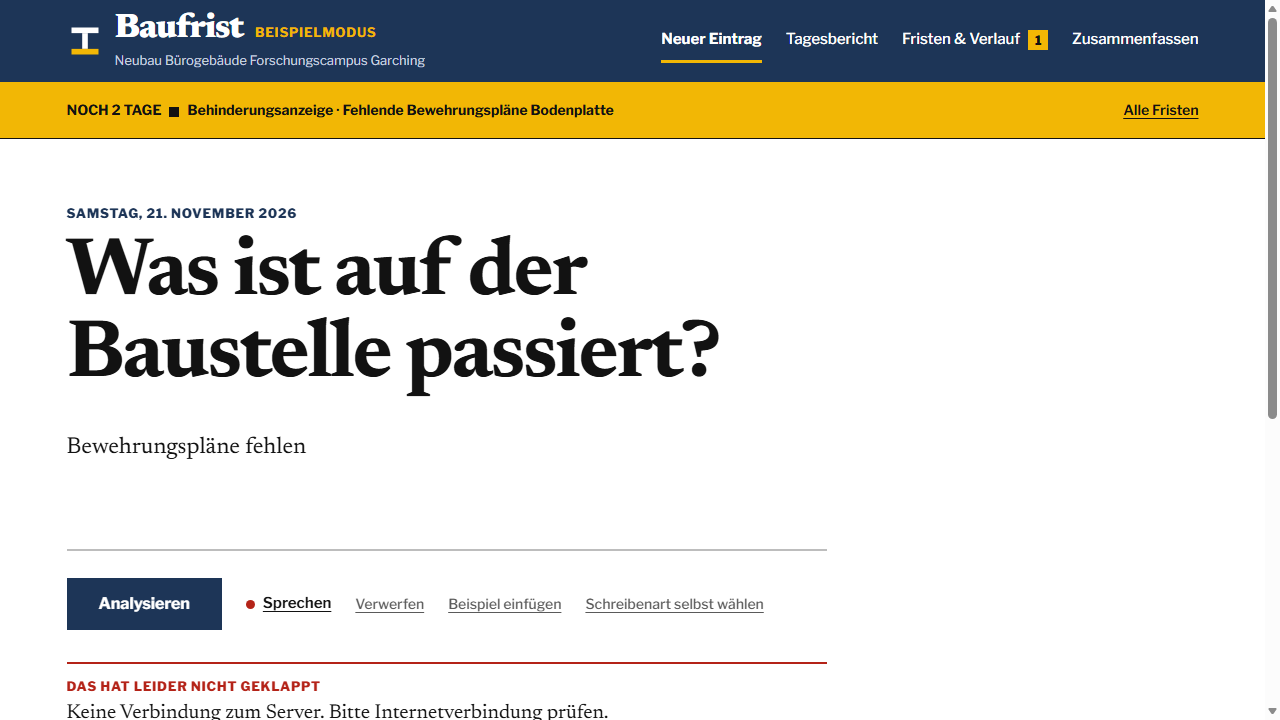 Baufrist BEISPIELMODUS
Neubau Bürogebäude Forschungscampus Garching
Neuer Eintrag Tagesbericht Fristen & Verlauf 1 Zusammenfassen
NOCH 2 TAGE ■ Behinderungsanzeige · Fehlende Bewehrungspläne Bodenplatte Alle Fristen
SAMSTAG, 21. NOVEMBER 2026
Was ist auf der
Baustelle passiert?
Bewehrungspläne fehlen
Analysieren Sprechen Verwerfen Beispiel einfügen Schreibenart selbst wählen
DAS HAT LEIDER NICHT GEKLAPPT
Keine Verbindung zum Server. Bitte Internetverbindung prüfen.